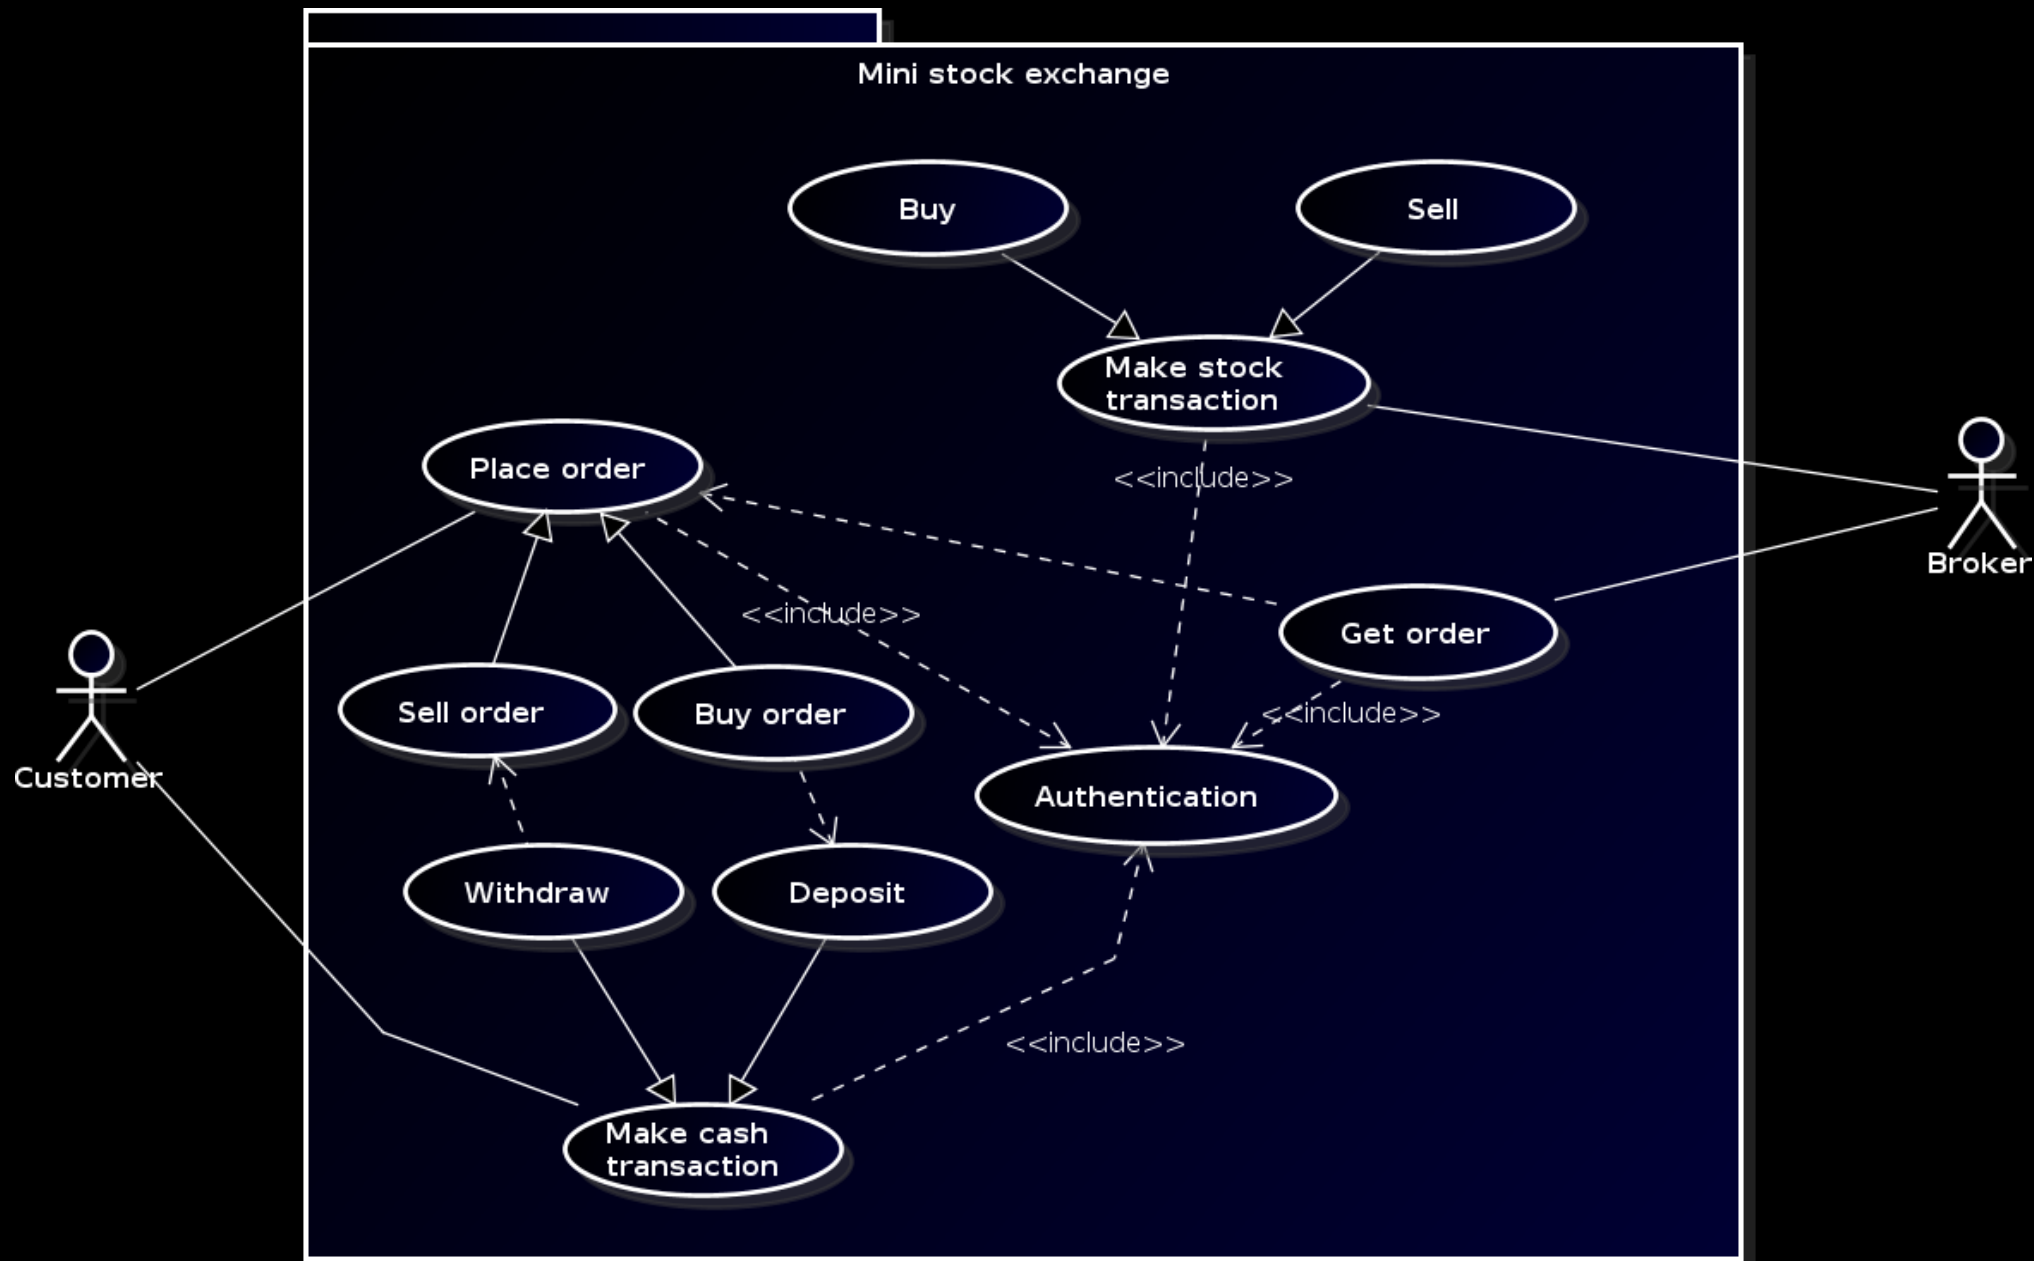 Mini stock exchange
Buy
Sell
Make stock
transaction
Place order
<<include>>
Broker
<<include>>
Get order
Sell order
Buy order
<<include>>
Customer
Authentication
Withdraw
Deposit
<<include>>
Make cash
transaction